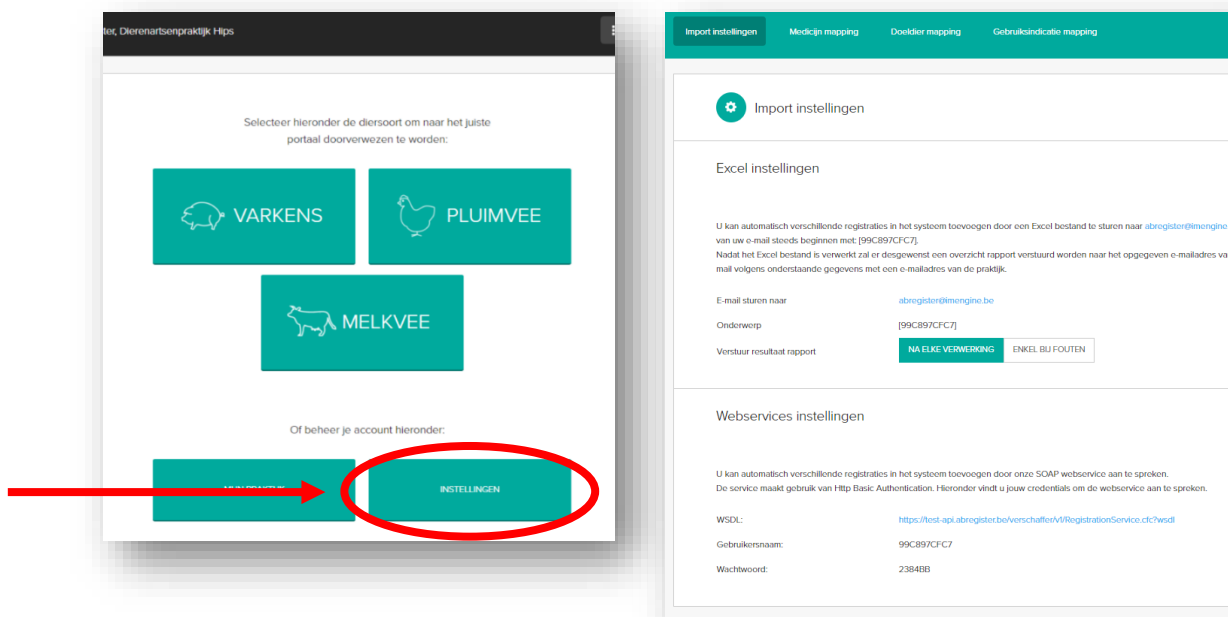 ter, Dierenartsenpraktijk Hips
Selecteer hieronder de diersoort om naar het juiste
portaal doorverwezen te worden:
VARKENS
PLUIMVEE
MELKVEE
Of beheer je account hieronder:
INSTELLINGEN
Import instellingen
Medicijn mapping
Doeldier mapping
Gebruiksindicatie mapping
Import instellingen
Excel instellingen
U kan automatisch verschillende registraties in het systeem toevoegen door een Excel bestand te sturen naar abregister@imengine.
van uw e-mail steeds beginnen met: [99C897CFC7].
Nadat het Excel bestand is verwerkt zal er desgewenst een overzicht rapport verstuurd worden naar het opgegeven e-mailadres va
mail volgens onderstaande gegevens met een e-mailadres van de praktijk.
E-mail sturen naar abregister@imengine.be
Onderwerp [99C897CFC7]
Verstuur resultaat rapport NA ELKE VERWERKING ENKEL BIJ FOUTEN
Webservices instellingen
U kan automatisch verschillende registraties in het systeem toevoegen door onze SOAP webservice aan te spreken.
De service maakt gebruik van Http Basic Authentication. Hieronder vindt u jouw credentials om de webservice aan te spreken.
WSDL: https://test-api.abregister.be/verschaffer/v1/RegistrationService.cfc?wsdl
Gebruikersnaam: 99C897CFC7
Wachtwoord: 2384BB